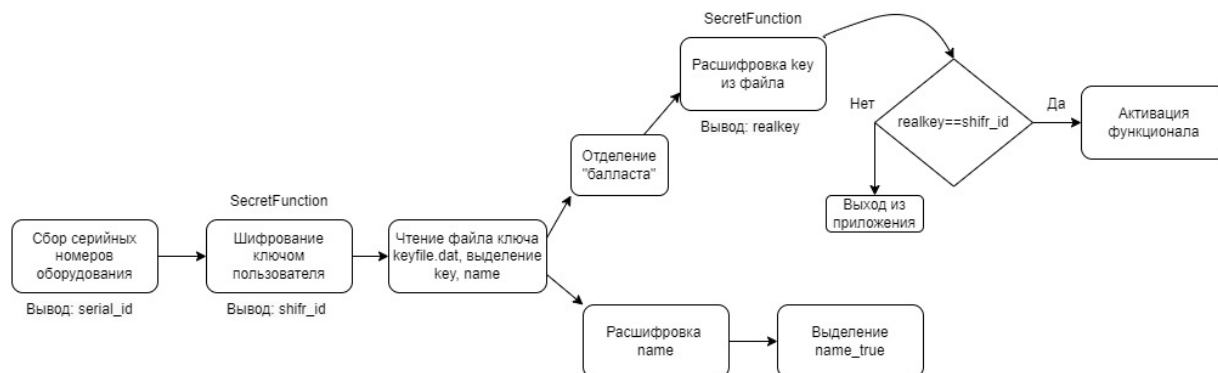 SecretFunction
Расшифровка key
из файла
Вывод: realkey
Нет
Да
realkey==shifr_id
Активация
функционала
Отделение
"балласта"
Выход из
приложения
SecretFunction
Сбор серийных
номеров
оборудования
Вывод: serial_id
Шифрование
ключом
пользователя
Вывод: shifr_id
Чтение файла ключа
keyfile.dat, выделение
key, name
Расшифровка
name
Выделение
name_true